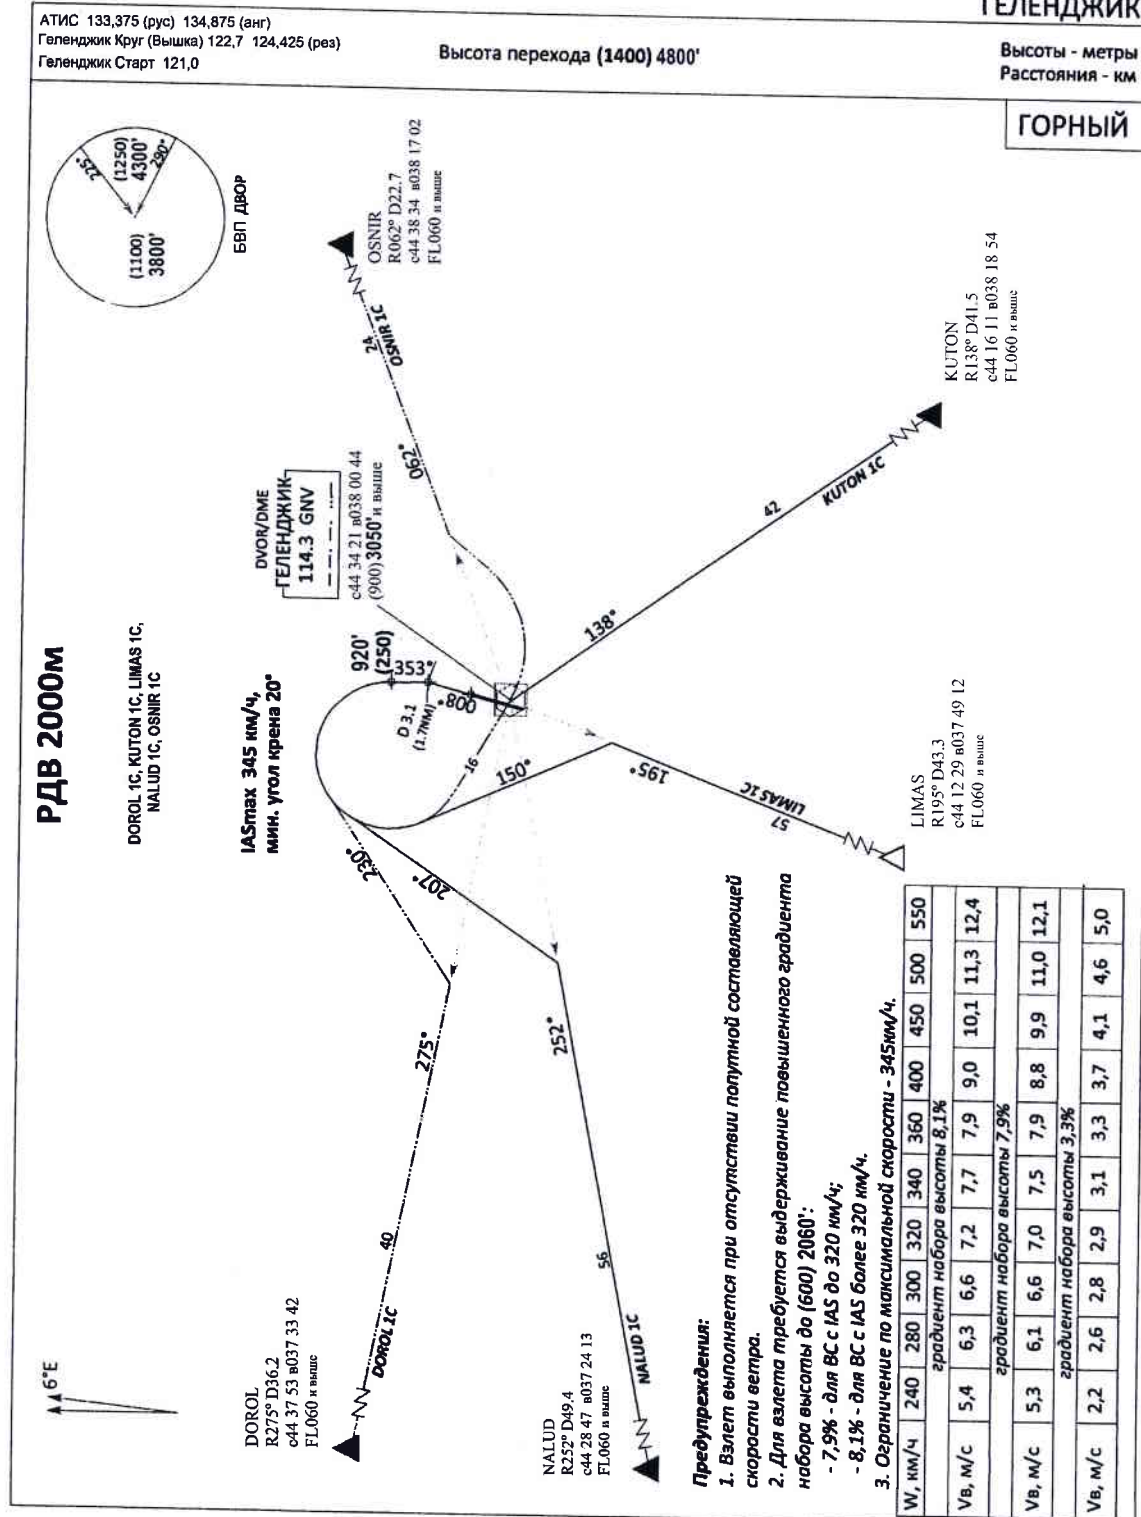 ГЕЛЕНДЖИК
АТИС 133,375 (рус) 134,875 (анг)
Геленджик Круг (Вышка) 122,7 124,425 (рез)
Геленджик Старт 121,0
Высота перехода (1400) 4800'
Высоты - метры
Расстояния - км
ГОРНЫЙ
РДВ 2000м
DOROL 1C, KUTON 1C, LIMAS 1C,
NALUD 1C, OSNIR 1C
IASmax 345 км/ч,
мин. угол крена 20°
6°E
225°
(1250)
4300'
290°
(1100)
3800'
БВП ДВОР
OSNIR
R062° D22.7
с44 38 34 в038 17 02
FL060 и выше
24
OSNIR 1C
062°
DVOR/DME
ГЕЛЕНДЖИК
114.3 GNV
с44 34 21 в038 00 44
(900) 3050' и выше
920'
(250)
353°
D 3.1
(1.7NM)
008°
16
150°
138°
42
KUTON 1C
KUTON
R138° D41.5
с44 16 11 в038 18 54
FL060 и выше
195°
LIMAS 1C
57
LIMAS
R195° D43.3
с44 12 29 в037 49 12
FL060 и выше
230°
207°
275°
40
DOROL 1C
DOROL
R275° D36.2
с44 37 53 в037 33 42
FL060 и выше
252°
56
NALUD 1C
NALUD
R252° D49.4
с44 28 47 в037 24 13
FL060 и выше
Предупреждения:
1. Взлет выполняется при отсутствии попутной составляющей
скорости ветра.
2. Для взлета требуется выдерживание повышенного градиента
набора высоты до (600) 2060':
- 7,9% - для ВС с IAS до 320 км/ч;
- 8,1% - для ВС с IAS более 320 км/ч.
3. Ограничение по максимальной скорости - 345км/ч.
W, км/ч 240 280 300 320 340 360 400 450 500 550
градиент набора высоты 8,1%
Vв, м/с 5,4 6,3 6,6 7,2 7,7 7,9 9,0 10,1 11,3 12,4
градиент набора высоты 7,9%
Vв, м/с 5,3 6,1 6,6 7,0 7,5 7,9 8,8 9,9 11,0 12,1
градиент набора высоты 3,3%
Vв, м/с 2,2 2,6 2,8 2,9 3,1 3,3 3,7 4,1 4,6 5,0